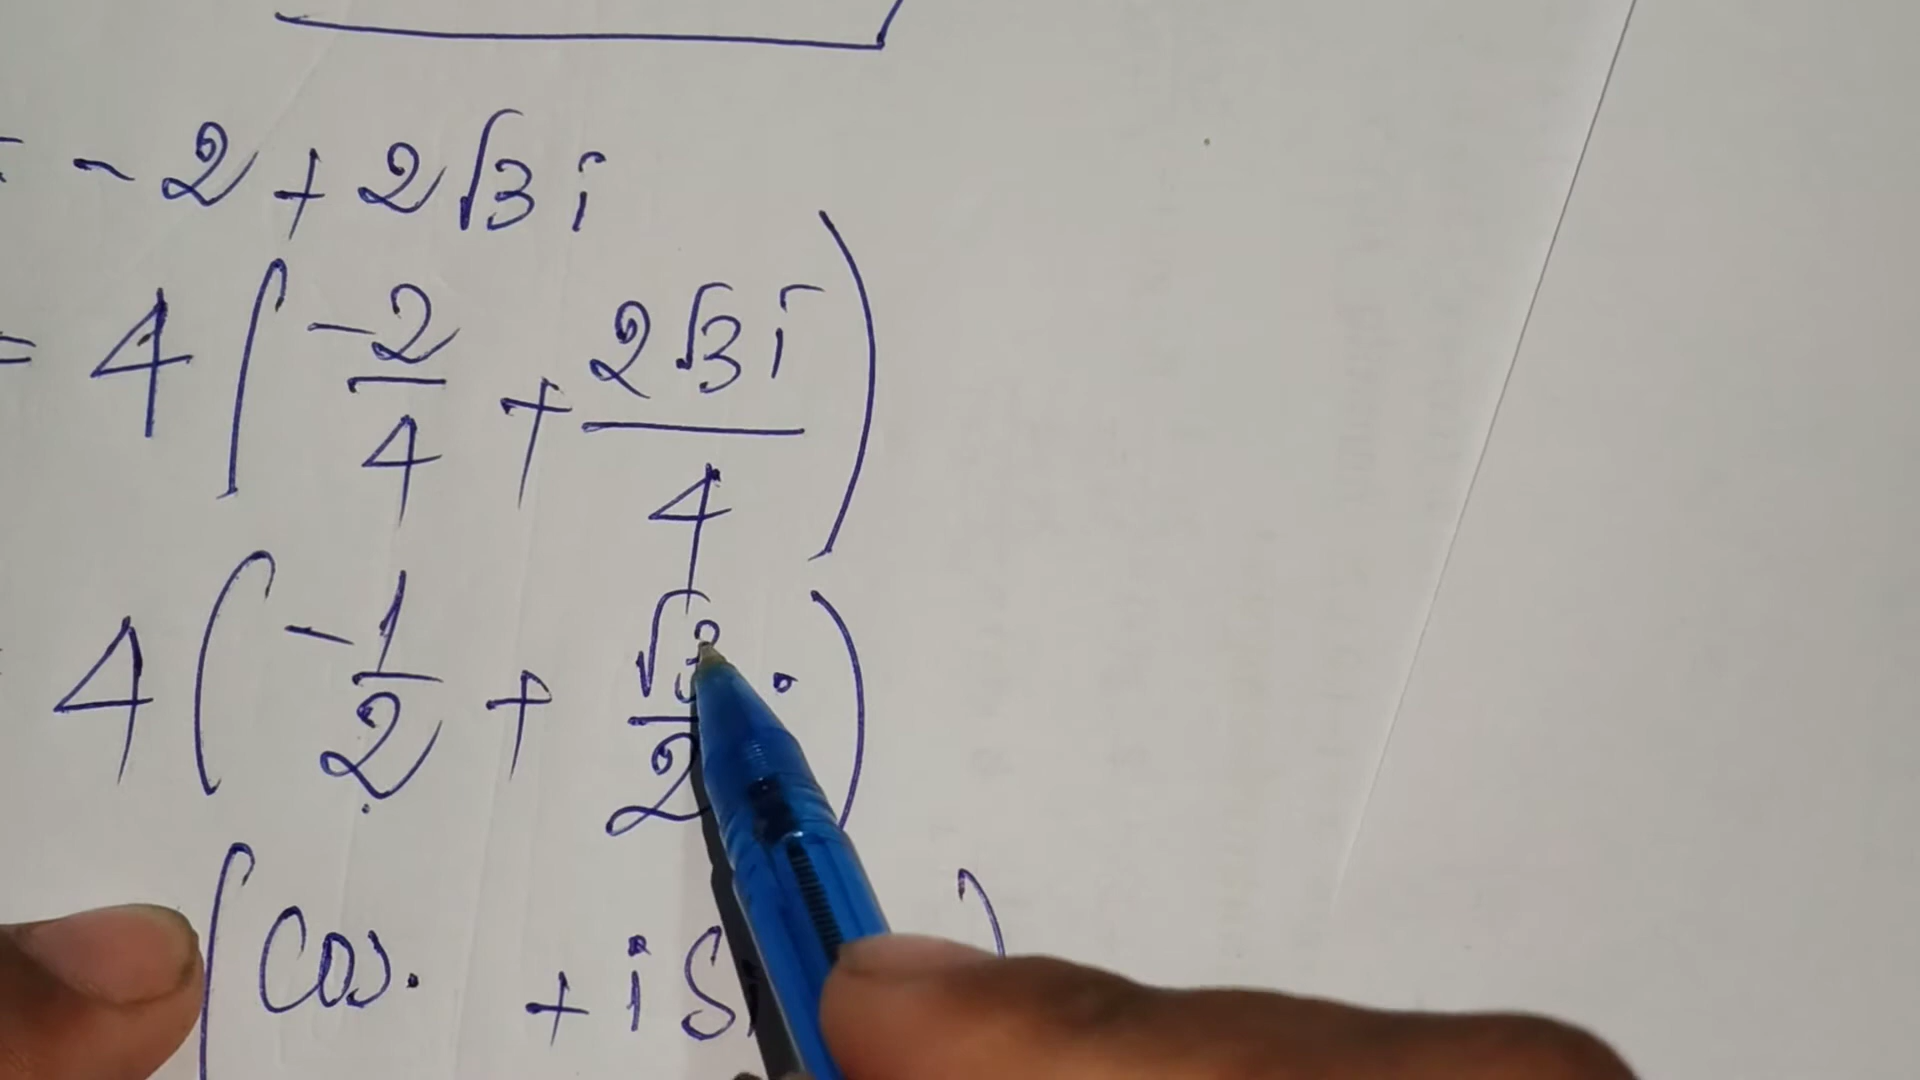 = -2 + 2√3 i
= 4 ( -2/4 + 2√3 i/4 )
4 ( -1/2 + √3/2 · )
( Cos. + i S )